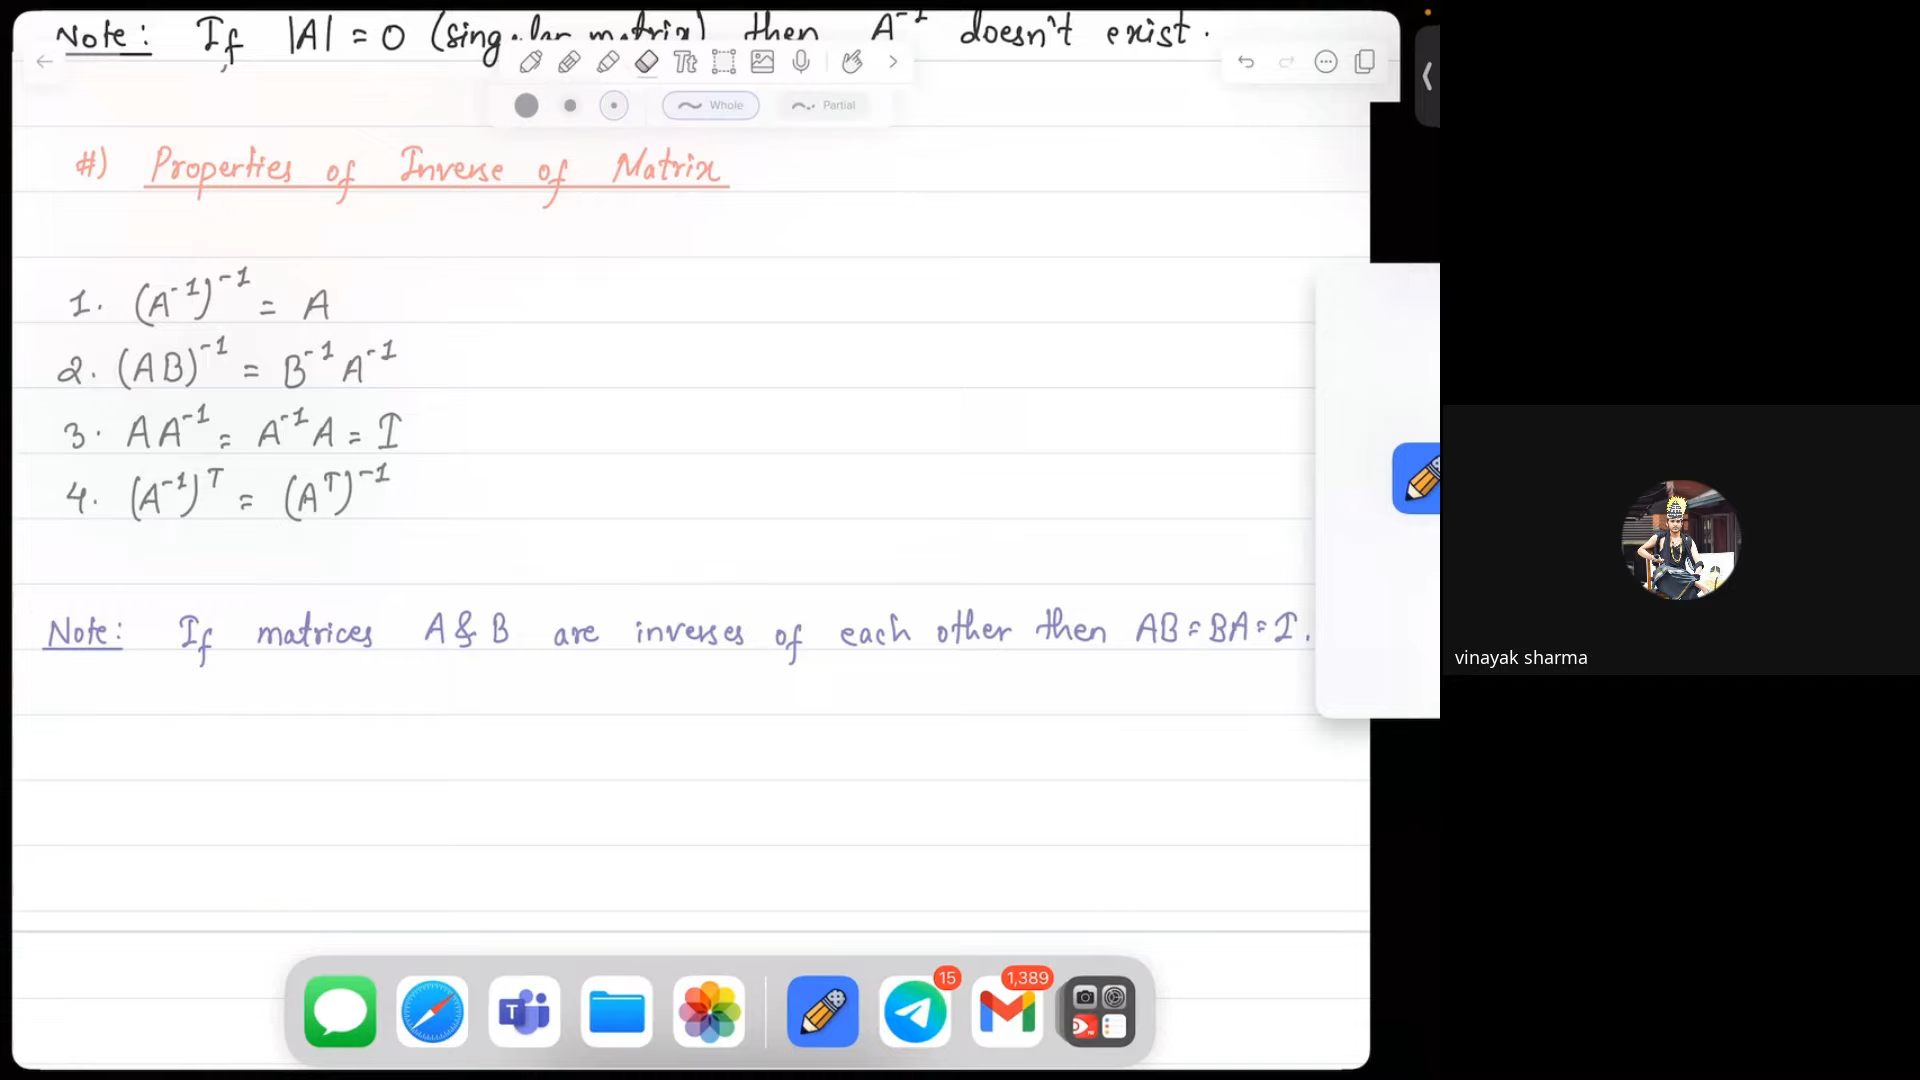 Note: If |A| = 0 (singular matrix) then A⁻¹ doesn't exist.
Tt
Whole Partial
#) Properties of Inverse of Matrix
1. (A⁻¹)⁻¹ = A
2. (AB)⁻¹ = B⁻¹ A⁻¹
3. AA⁻¹ = A⁻¹A = I
4. (A⁻¹)ᵀ = (Aᵀ)⁻¹
Note: If matrices A & B are inverses of each other then AB = BA = I.
vinayak sharma
T
15
1,389